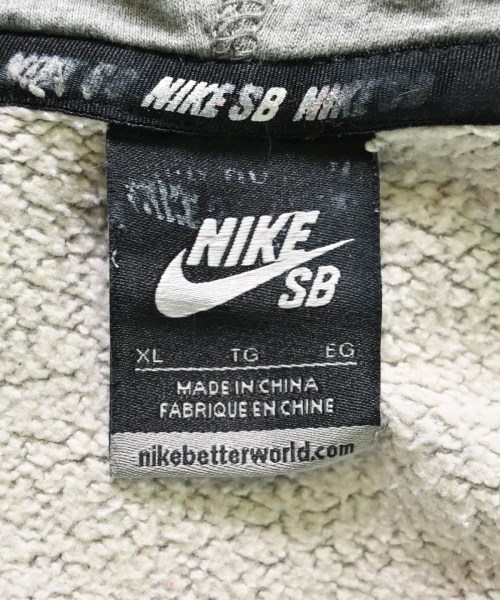 NIKE SB NIKE SB
NIKE
SB
XL TG EG
MADE IN CHINA
FABRIQUE EN CHINE
nikebetterworld.com